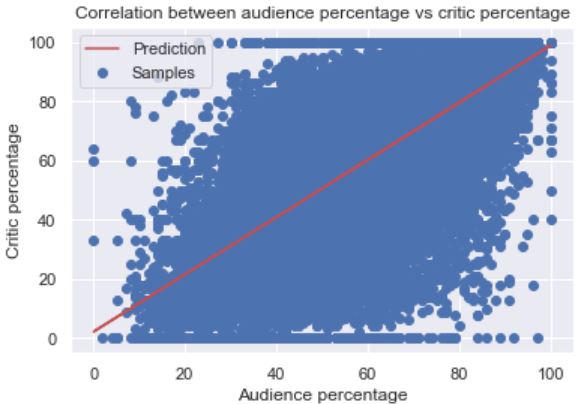 Correlation between audience percentage vs critic percentage
Prediction
Samples
100
80
60
40
20
0
Critic percentage
0 20 40 60 80 100
Audience percentage